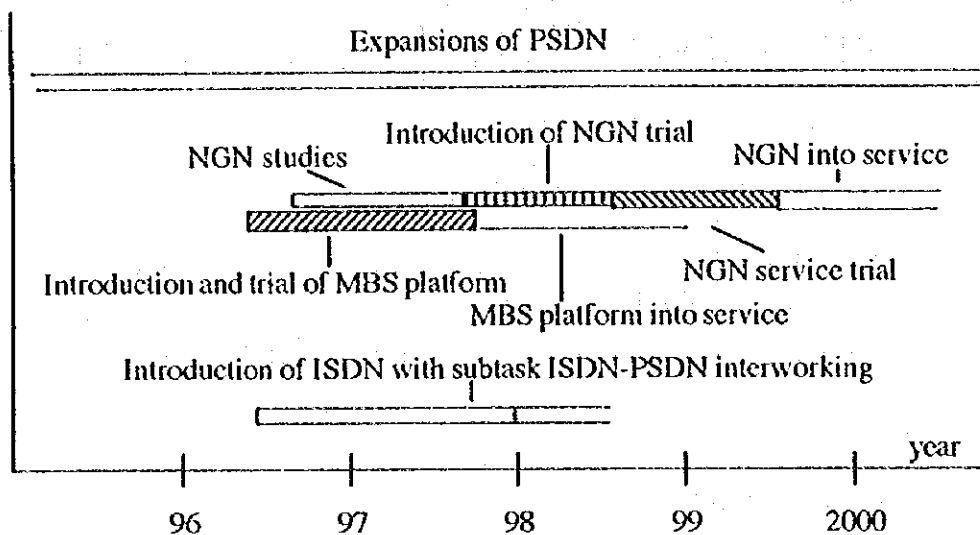 Expansions of PSDN
Introduction of NGN trial
NGN studies
NGN into service
Introduction and trial of MBS platform
NGN service trial
MBS platform into service
Introduction of ISDN with subtask ISDN-PSDN interworking
year
96 97 98 99 2000